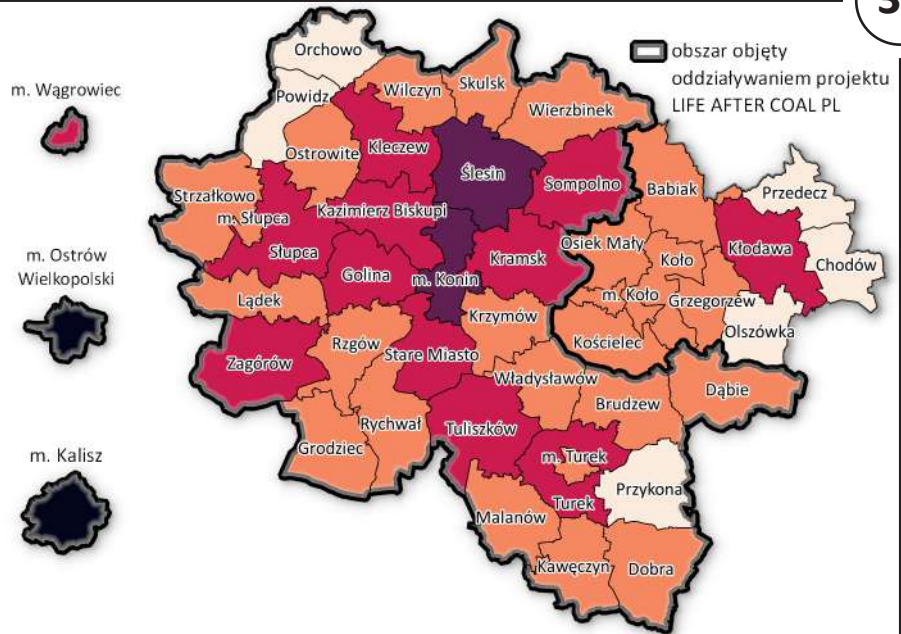 3
obszar objęty
oddziaływaniem projektu
LIFE AFTER COAL PL
m. Wągrowiec
m. Ostrów
Wielkopolski
m. Kalisz
Orchowo
Powidz
Wilczyn
Skulsk
Wierzbinek
Ostrowite
Kleczew
Ślesin
Sompolno
Strzałkowo
m. Słupca
Słupca
Kazimierz Biskupi
Golina
m. Konin
Kramsk
Babiak
Przedecz
Osiek Mały
Koło
Kłodawa
Chodów
m. Koło
Grzegorzew
Olszówka
Kościelec
Lądek
Krzymów
Zagórów
Rzgów
Stare Miasto
Władysławów
Brudzew
Dąbie
Grodziec
Rychwał
Tuliszków
m. Turek
Turek
Przykona
Malanów
Kawęczyn
Dobra